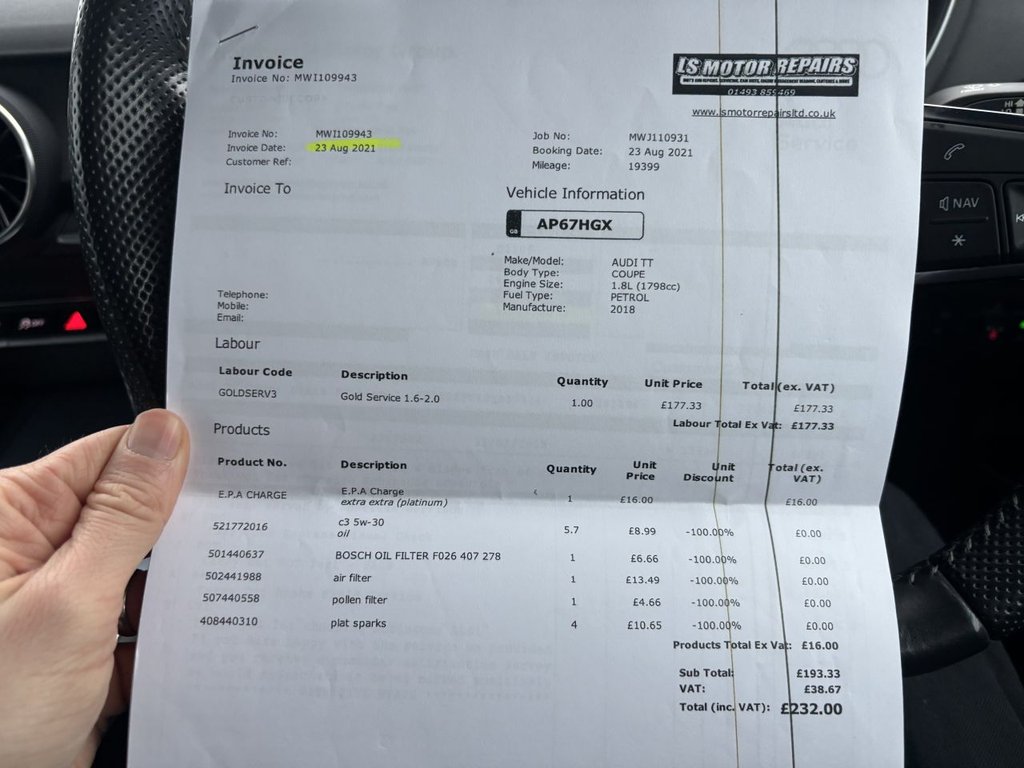 Invoice
Invoice No: MWI109943
LS MOTOR REPAIRS
01493 859469
www.lsmotorrepairsltd.co.uk
Invoice No: MWI109943
Invoice Date: 23 Aug 2021
Customer Ref:
Job No: MWJ110931
Booking Date: 23 Aug 2021
Mileage: 19399
Invoice To
Vehicle Information
GB AP67HGX
Make/Model: AUDI TT
Body Type: COUPE
Engine Size: 1.8L (1798cc)
Fuel Type: PETROL
Manufacture: 2018
Telephone:
Mobile:
Email:
Labour
Labour Code Description Quantity Unit Price Total (ex. VAT)
GOLDSERV3 Gold Service 1.6-2.0 1.00 £177.33 £177.33
Labour Total Ex Vat: £177.33
Products
Product No. Description Quantity Unit Price Unit Discount Total (ex. VAT)
E.P.A CHARGE E.P.A Charge 1 £16.00 £16.00
extra extra (platinum)
521772016 c3 5w-30 5.7 £8.99 -100.00% £0.00
oil
501440637 BOSCH OIL FILTER F026 407 278 1 £6.66 -100.00% £0.00
502441988 air filter 1 £13.49 -100.00% £0.00
507440558 pollen filter 1 £4.66 -100.00% £0.00
408440310 plat sparks 4 £10.65 -100.00% £0.00
Products Total Ex Vat: £16.00
Sub Total: £193.33
VAT: £38.67
Total (inc. VAT): £232.00
NAV
HI